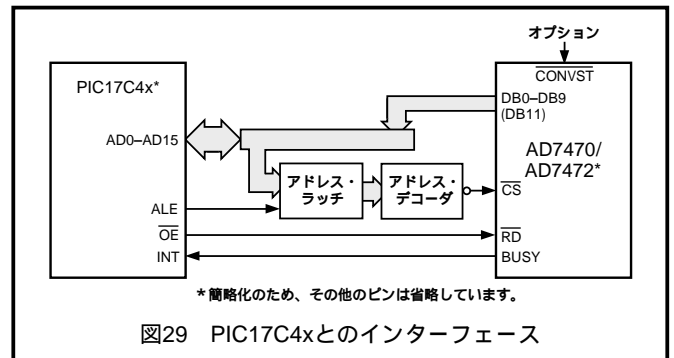 オプション
PIC17C4x*
CONVST
DB0–DB9
(DB11)
AD0–AD15
AD7470/
AD7472*
アドレス・
ラッチ
アドレス・
デコーダ
CS
ALE
OE
RD
INT
BUSY
*簡略化のため、その他のピンは省略しています。
図29 PIC17C4xとのインターフェース